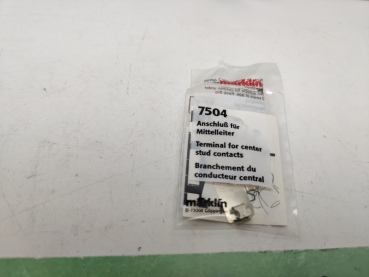 märklin
7504
Anschluß für
Mittelleiter
Terminal for center
stud contacts
Branchement du
conducteur central
märklin